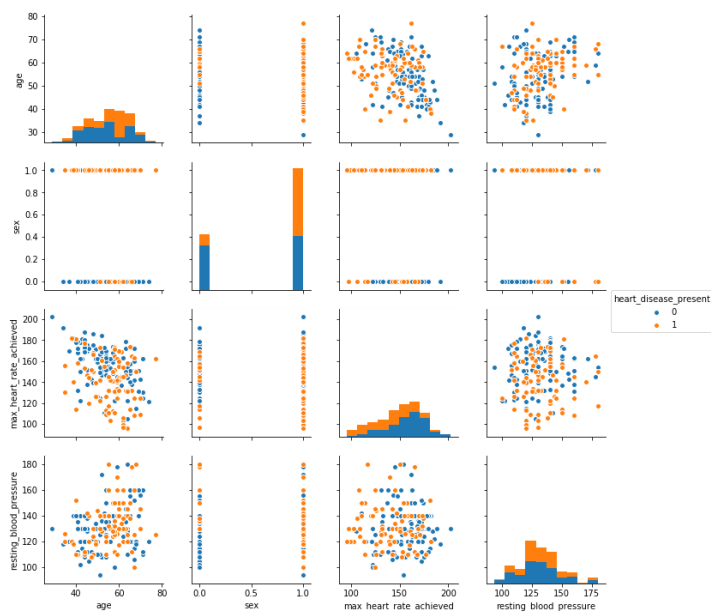 80
70
60
50
40
30
age
1.0
0.8
0.6
0.4
0.2
0.0
sex
200
180
160
140
120
100
max_heart_rate_achieved
180
160
140
120
100
resting_blood_pressure
40 60 80
age
0.0 0.5 1.0
sex
100 150 200
max_heart_rate_achieved
100 125 150 175
resting_blood_pressure
heart_disease_present
0
1